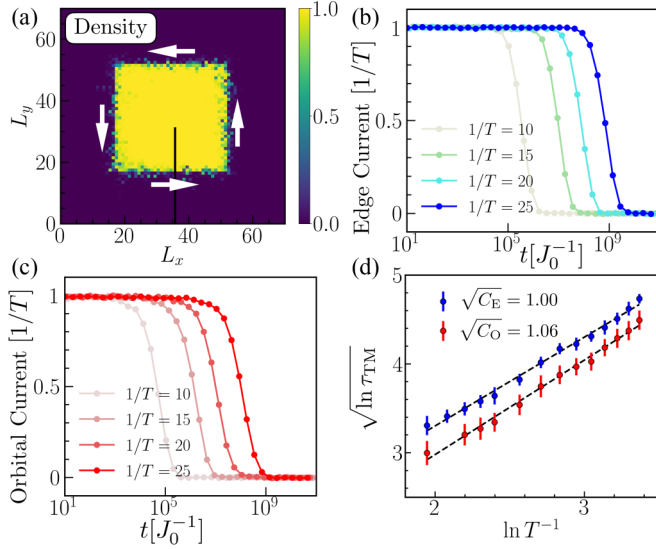 (a)
Density
60
40
20
0
0
20
40
60
L_y
L_x
1.0
0.5
0.0
(b)
1.0
0.5
0
Edge Current [1/T]
1/T = 10
1/T = 15
1/T = 20
1/T = 25
10^1
10^5
10^9
t[J_0^{-1}]
(c)
1
0.5
0
Orbital Current [1/T]
1/T = 10
1/T = 15
1/T = 20
1/T = 25
10^1
10^5
10^9
t[J_0^{-1}]
(d)
5
4
3
√ln τ_TM
√C_E = 1.00
√C_O = 1.06
2
3
ln T^{-1}